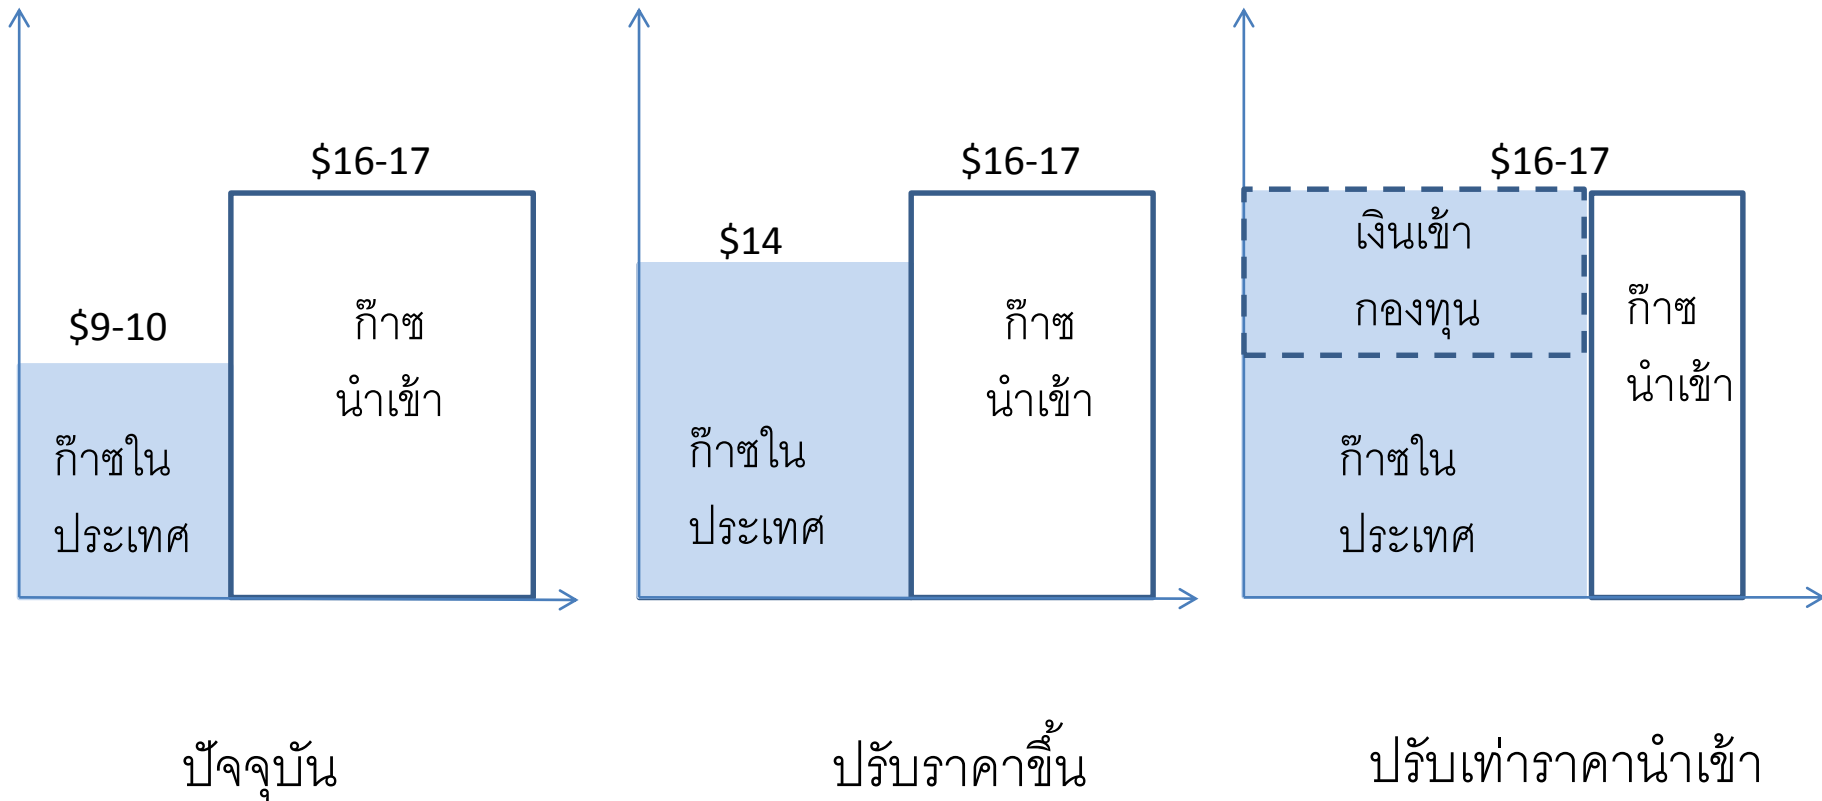 $16-17
$9-10
ก๊าซ
นำเข้า
ก๊าซใน
ประเทศ
ปัจจุบัน
$16-17
$14
ก๊าซ
นำเข้า
ก๊าซใน
ประเทศ
ปรับราคาขึ้น
$16-17
เงินเข้า
กองทุน
ก๊าซ
นำเข้า
ก๊าซใน
ประเทศ
ปรับเท่าราคานำเข้า